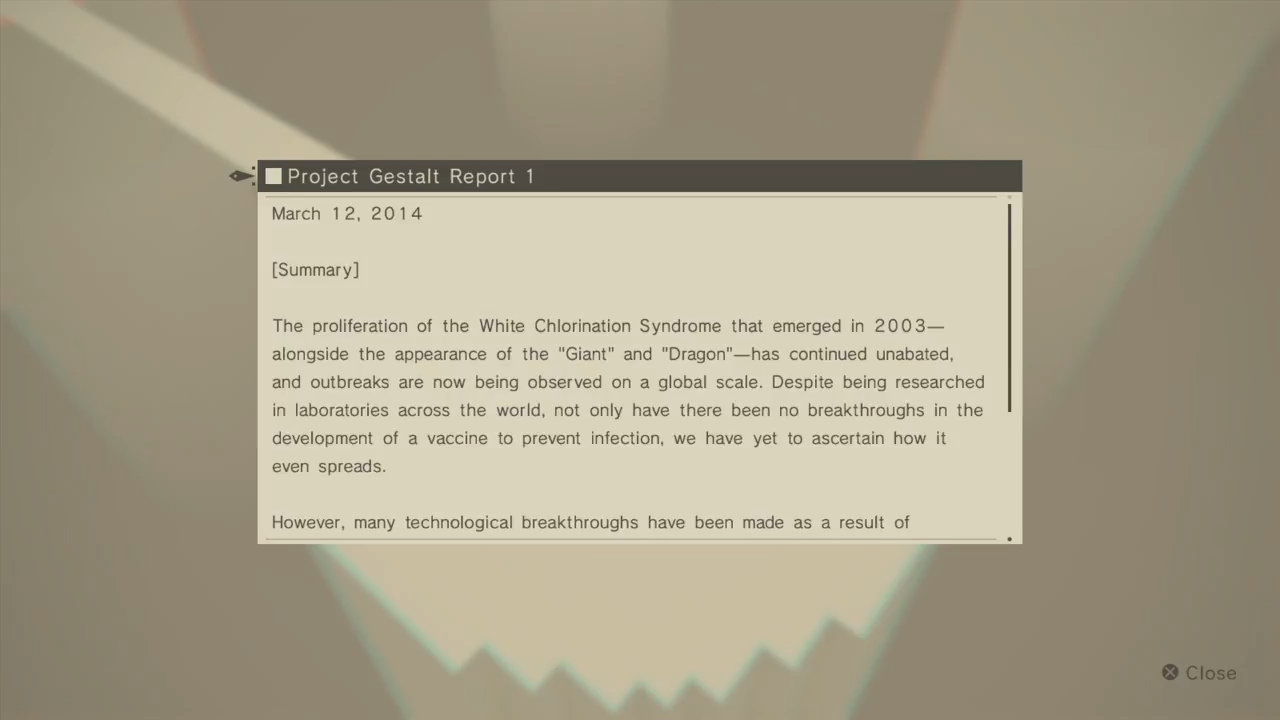 Project Gestalt Report 1
March 12, 2014
[Summary]
The proliferation of the White Chlorination Syndrome that emerged in 2003—
alongside the appearance of the "Giant" and "Dragon"—has continued unabated,
and outbreaks are now being observed on a global scale. Despite being researched
in laboratories across the world, not only have there been no breakthroughs in the
development of a vaccine to prevent infection, we have yet to ascertain how it
even spreads.
However, many technological breakthroughs have been made as a result of
Close